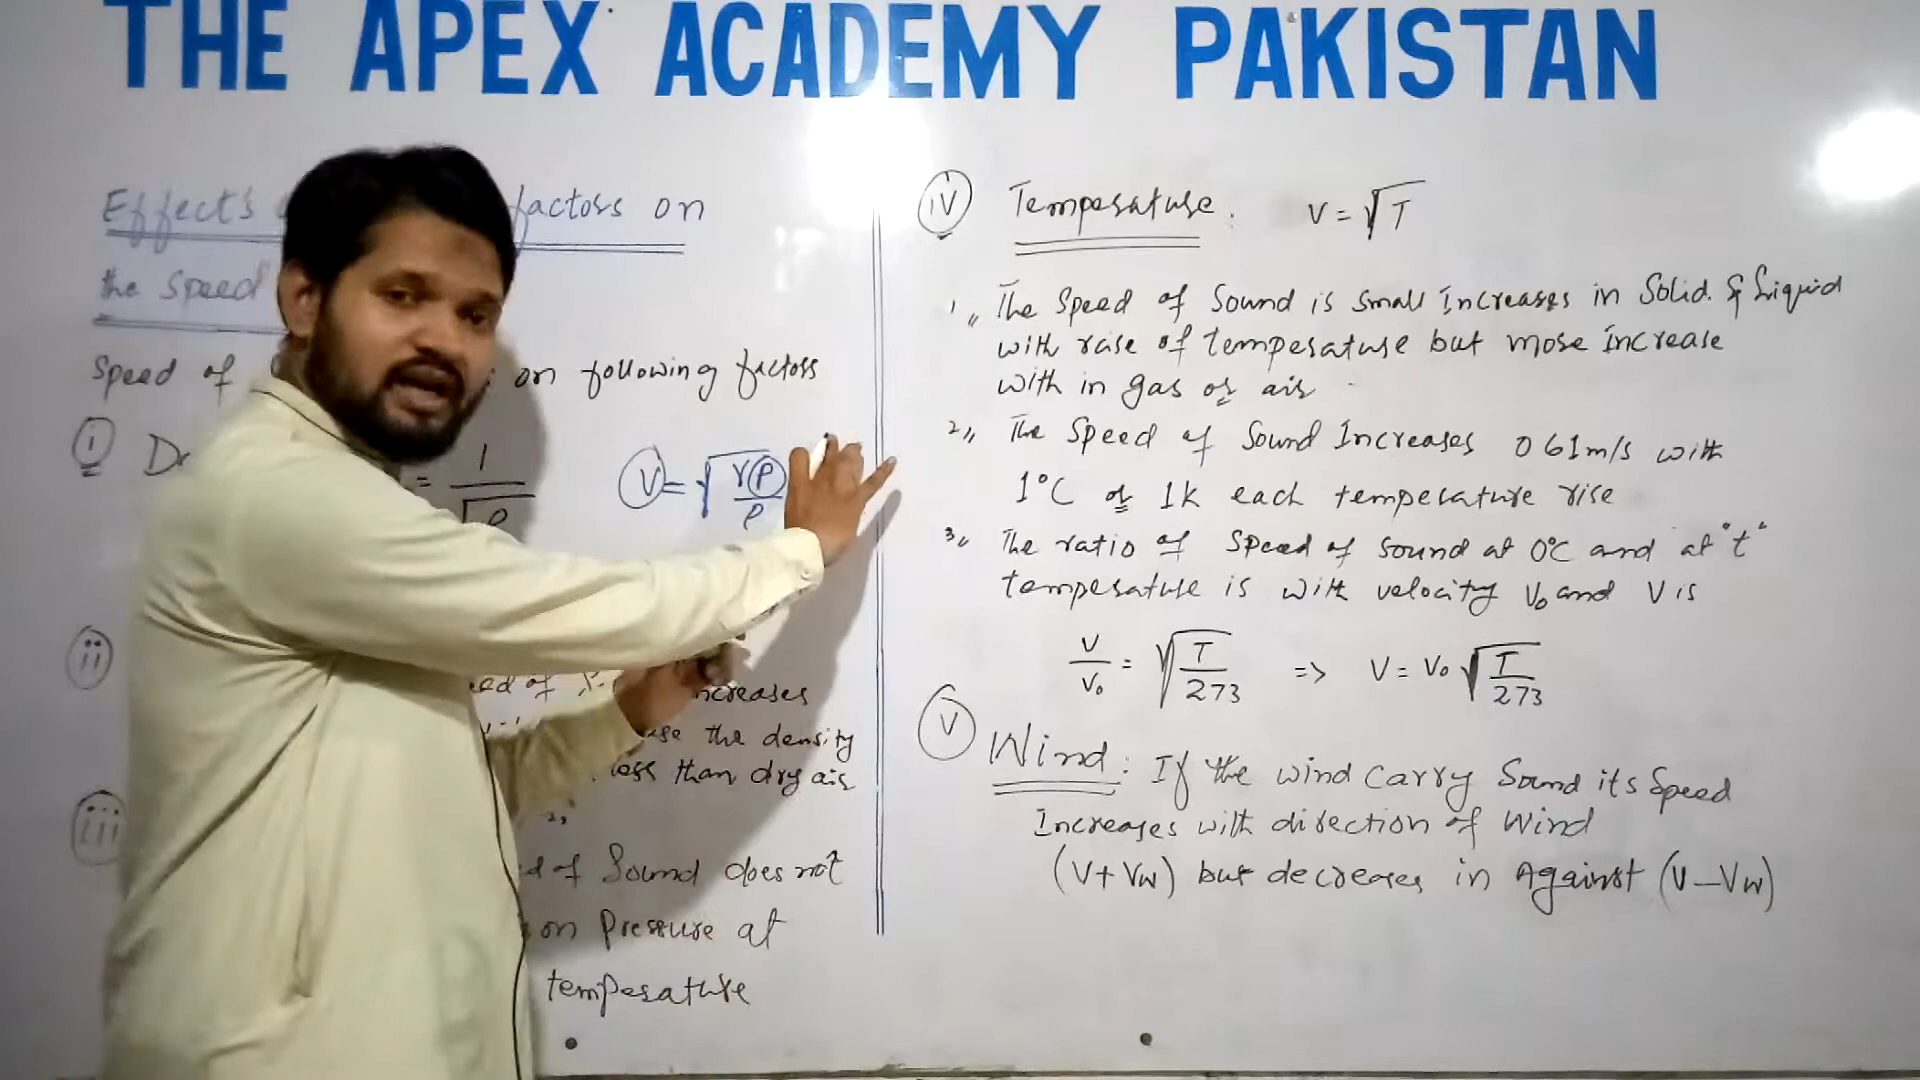 THE APEX ACADEMY PAKISTAN
Effects factors on
the Speed
Speed of on following factors
i D = 1/√ρ V = √γP/ρ
ii
ed of increases
the density
less than dry air
iii
d of Sound does not
on Pressure at
temperature
iv Temperature: V = √T
1,, The Speed of Sound is small Increases in Solid & Liquid
with raise of temperature but more increase
with in gas or air
2,, The Speed of Sound Increases 061m/s with
1°C or 1k each temperature rise
3,, The ratio of Speed of Sound at 0°C and at "t"
temperature is with velocity V₀ and V is
V/V₀ = √T/273 => V = V₀ √T/273
V Wind: If the wind carry Sound its Speed
Increases with direction of Wind
(V+Vw) but decreases in Against (V-Vw)